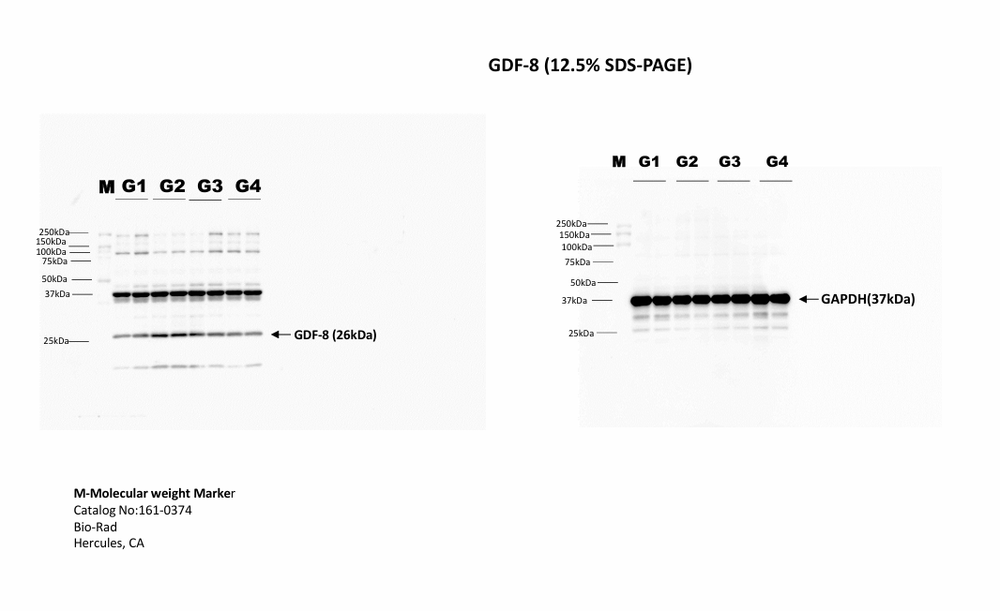 GDF-8 (12.5% SDS-PAGE)
M G1 G2 G3 G4
250kDa
150kDa
100kDa
75kDa
50kDa
37kDa
25kDa
GDF-8 (26kDa)
M G1 G2 G3 G4
250kDa
150kDa
100kDa
75kDa
50kDa
37kDa
25kDa
GAPDH(37kDa)
M-Molecular weight Marker
Catalog No:161-0374
Bio-Rad
Hercules, CA